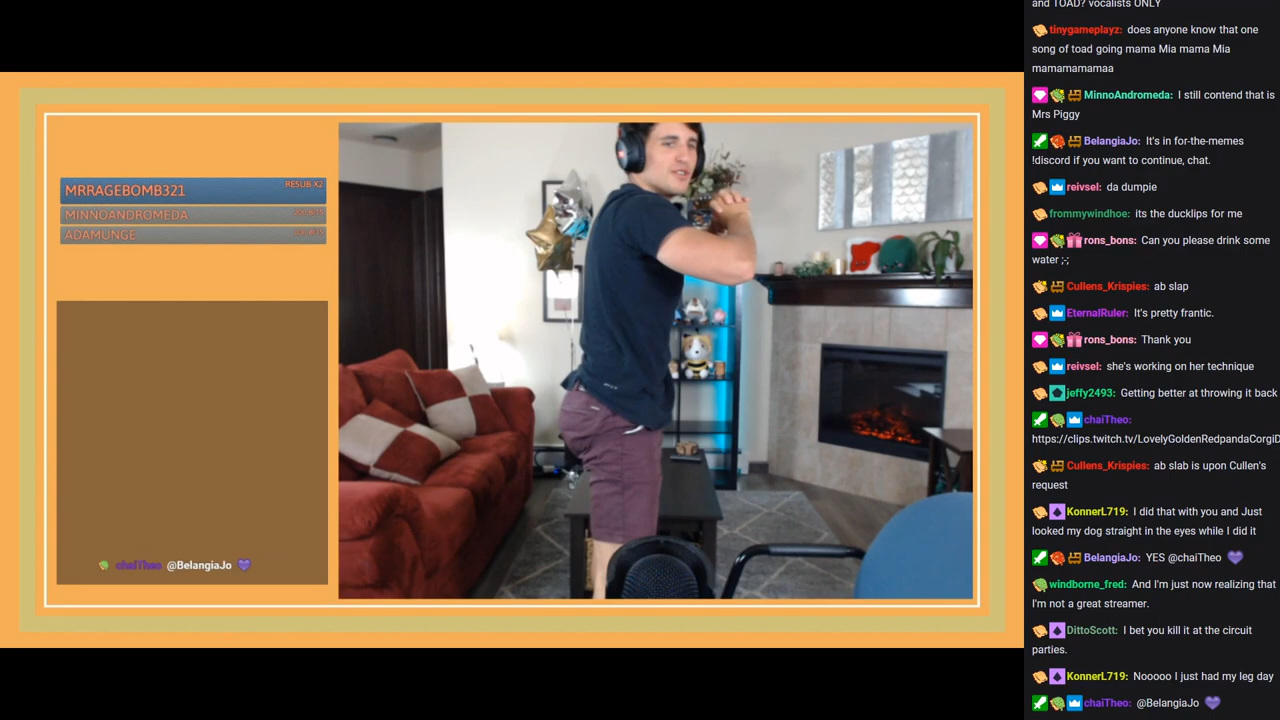 MRRAGEBOMB321
RESUB X2
MINNOANDROMEDA
ADAMUNGE
chaiTheo @BelangiaJo
and TOAD? vocalists ONLY
tinygameplayz: does anyone know that one
song of toad going mama Mia mama Mia
mamamamamaa
MinnoAndromeda: I still contend that is
Mrs Piggy
BelangiaJo: It's in for-the-memes
!discord if you want to continue, chat.
reivsel: da dumpie
frommywindhoe: its the ducklips for me
rons_bons: Can you please drink some
water ;-;
Cullens_Krispies: ab slap
EternalRuler: It's pretty frantic.
rons_bons: Thank you
reivsel: she's working on her technique
jeffy2493: Getting better at throwing it back
chaiTheo:
https://clips.twitch.tv/LovelyGoldenRedpandaCorgiD
Cullens_Krispies: ab slab is upon Cullen's
request
KonnerL719: I did that with you and Just
looked my dog straight in the eyes while I did it
BelangiaJo: YES @chaiTheo
windborne_fred: And I'm just now realizing that
I'm not a great streamer.
DittoScott: I bet you kill it at the circuit
parties.
KonnerL719: Nooooo I just had my leg day
chaiTheo: @BelangiaJo